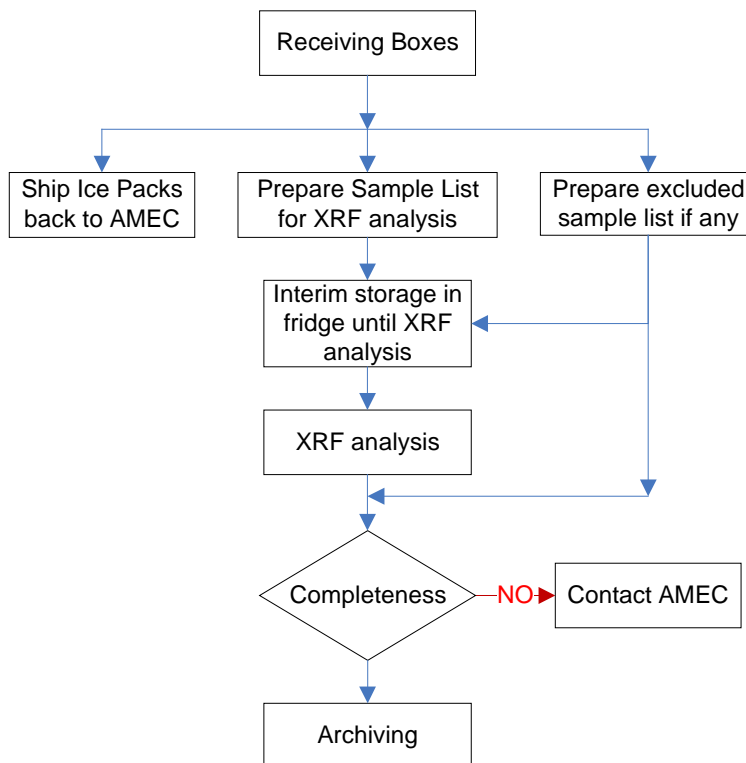 Receiving Boxes
Ship Ice Packs
back to AMEC
Prepare Sample List
for XRF analysis
Prepare excluded
sample list if any
Interim storage in
fridge until XRF
analysis
XRF analysis
Completeness
NO
Contact AMEC
Archiving